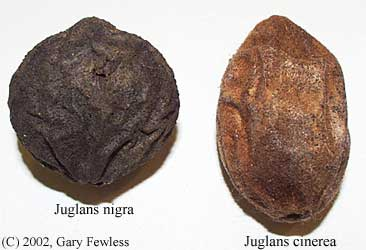 Juglans nigra
Juglans cinerea
(C) 2002, Gary Fewless